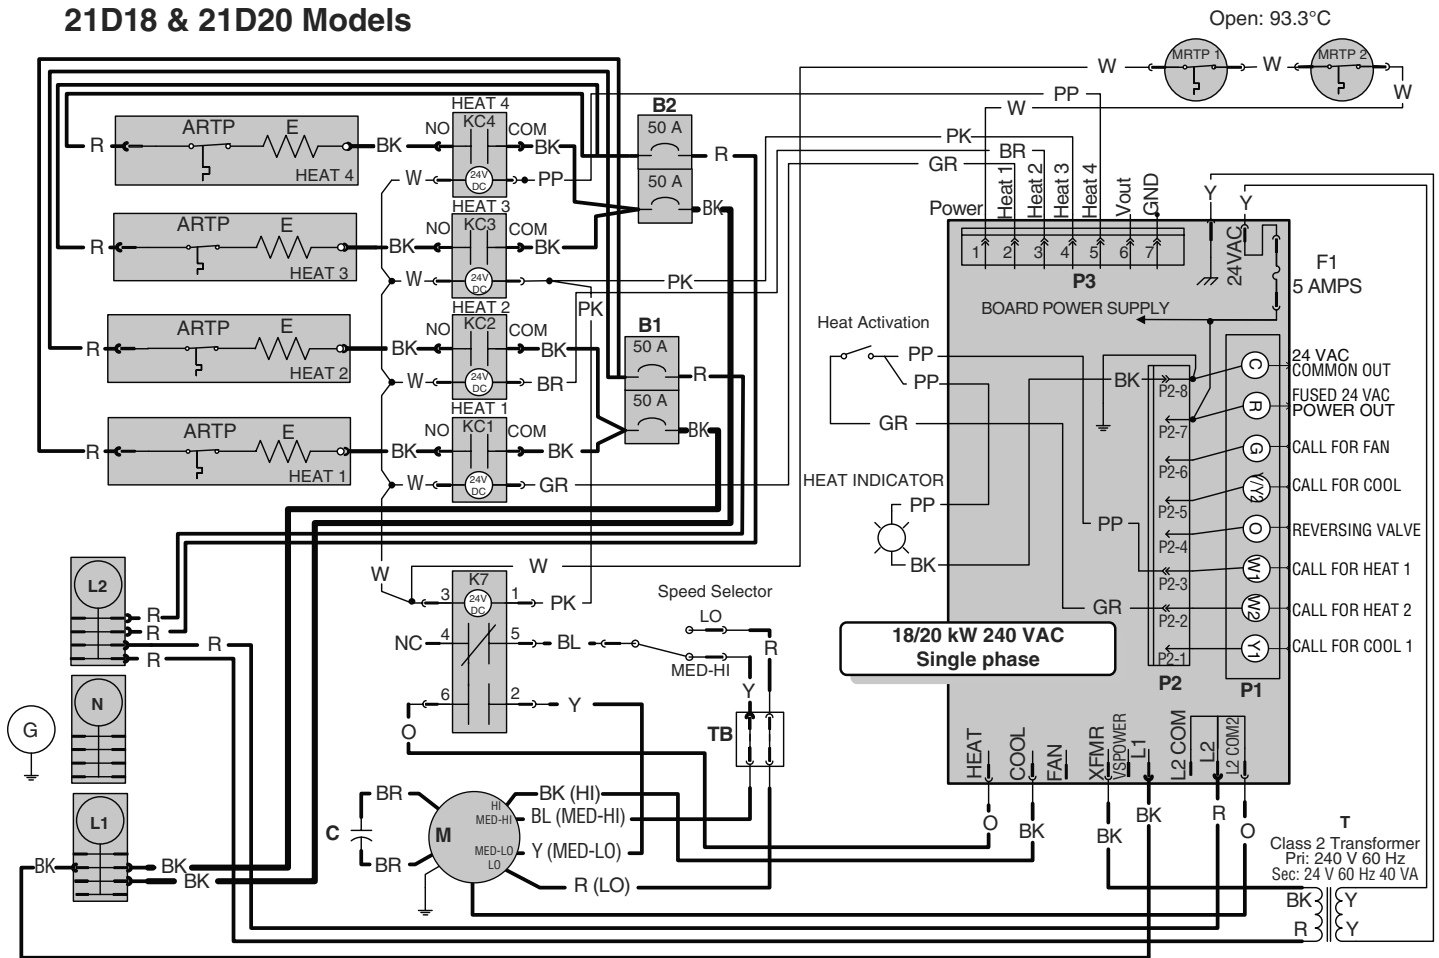 21D18 & 21D20 Models
Open: 93.3°C
MRTP 1
MRTP 2
W
W
W
PP
W
HEAT 4
B2
50 A
50 A
R
BK
R
ARTP
E
HEAT 4
BK
NO
KC4
COM
BK
W
24V DC
PP
PK
BR
GR
HEAT 3
R
ARTP
E
HEAT 3
BK
NO
KC3
COM
BK
W
24V DC
PK
PK
HEAT 2
R
ARTP
E
HEAT 2
BK
NO
KC2
COM
BK
W
24V DC
BR
B1
50 A
50 A
R
BK
HEAT 1
R
ARTP
E
HEAT 1
BK
NO
KC1
COM
BK
W
24V DC
GR
Power
Heat 1
Heat 2
Heat 3
Heat 4
Vout
GND
Y
Y
1
2
3
4
5
6
7
P3
24VAC
F1
5 AMPS
BOARD POWER SUPPLY
Heat Activation
PP
PP
GR
HEAT INDICATOR
PP
BK
BK
PP
GR
P2-8
P2-7
P2-6
P2-5
P2-4
P2-3
P2-2
P2-1
P2
C
R
G
Y/Y2
O
W1
W2
Y1
P1
24 VAC
COMMON OUT
FUSED 24 VAC
POWER OUT
CALL FOR FAN
CALL FOR COOL
REVERSING VALVE
CALL FOR HEAT 1
CALL FOR HEAT 2
CALL FOR COOL 1
18/20 kW 240 VAC
Single phase
W
W
K7
3
24V DC
1
PK
NC
4
5
BL
6
2
Y
O
Speed Selector
LO
MED-HI
R
Y
TB
L2
R
R
R
R
N
G
L1
BK
BK
BK
C
BR
BR
M
HI
MED-HI
MED-LO
LO
BK (HI)
BL (MED-HI)
Y (MED-LO)
R (LO)
HEAT
COOL
FAN
XFMR
VSPOWER
L1
L2 COM
L2
L2 COM2
O
BK
BK
BK
R
O
T
Class 2 Transformer
Pri: 240 V 60 Hz
Sec: 24 V 60 Hz 40 VA
BK
Y
R
Y